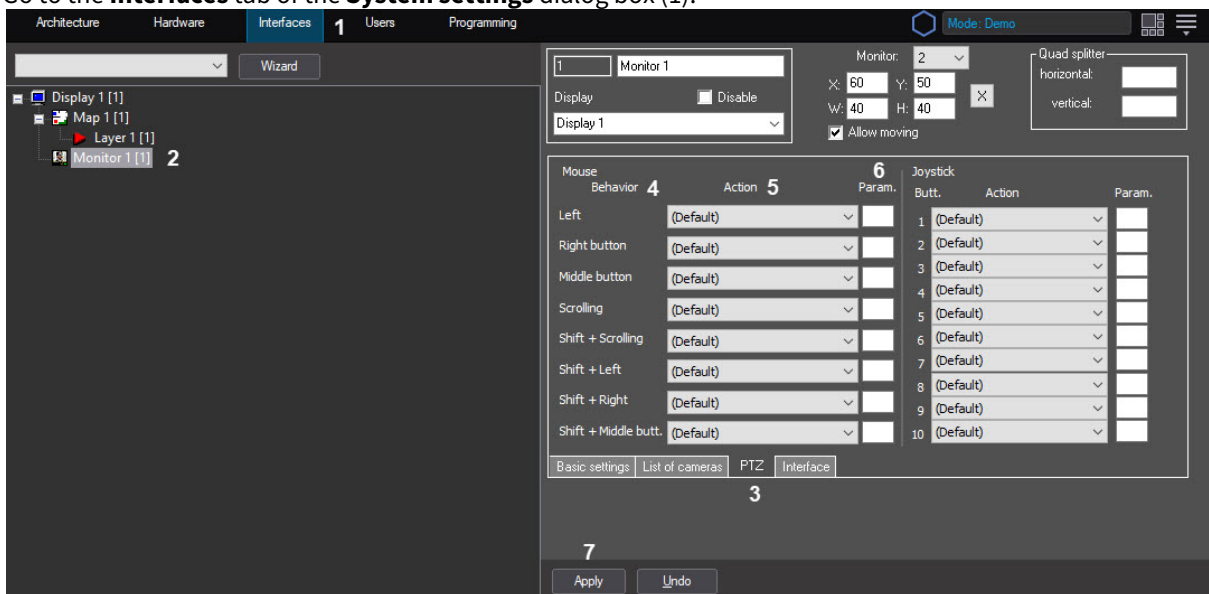 Go to the Interfaces tab of the System settings dialog box (1).
Architecture Hardware Interfaces 1 Users Programming Mode: Demo
Wizard
Display 1 [1]
Map 1 [1]
Layer 1 [1]
Monitor 1 [1] 2
1 Monitor 1
Display Disable
Display 1
Monitor: 2
X: 60 Y: 50
W: 40 H: 40
X
Allow moving
Quad splitter
horizontal:
vertical:
Mouse
Behavior 4 Action 5 6 Param.
Left (Default)
Right button (Default)
Middle button (Default)
Scrolling (Default)
Shift + Scrolling (Default)
Shift + Left (Default)
Shift + Right (Default)
Shift + Middle butt. (Default)
Joystick
Butt. Action Param.
1 (Default)
2 (Default)
3 (Default)
4 (Default)
5 (Default)
6 (Default)
7 (Default)
8 (Default)
9 (Default)
10 (Default)
Basic settings List of cameras PTZ Interface
3
7
Apply Undo